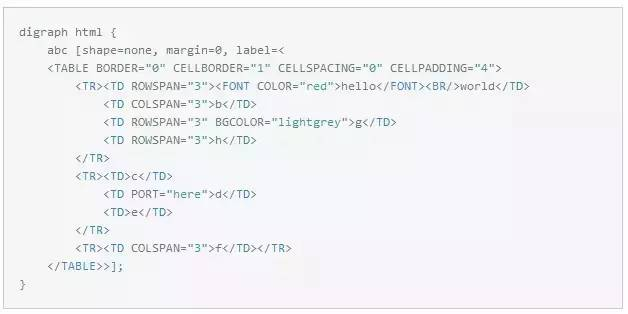 digraph html {
    abc [shape=none, margin=0, label=<
    <TABLE BORDER="0" CELLBORDER="1" CELLSPACING="0" CELLPADDING="4">
        <TR><TD ROWSPAN="3"><FONT COLOR="red">hello</FONT><BR/>world</TD>
            <TD COLSPAN="3">b</TD>
            <TD ROWSPAN="3" BGCOLOR="lightgrey">g</TD>
            <TD ROWSPAN="3">h</TD>
        </TR>
        <TR><TD>c</TD>
            <TD PORT="here">d</TD>
            <TD>e</TD>
        </TR>
        <TR><TD COLSPAN="3">f</TD></TR>
    </TABLE>>];
}